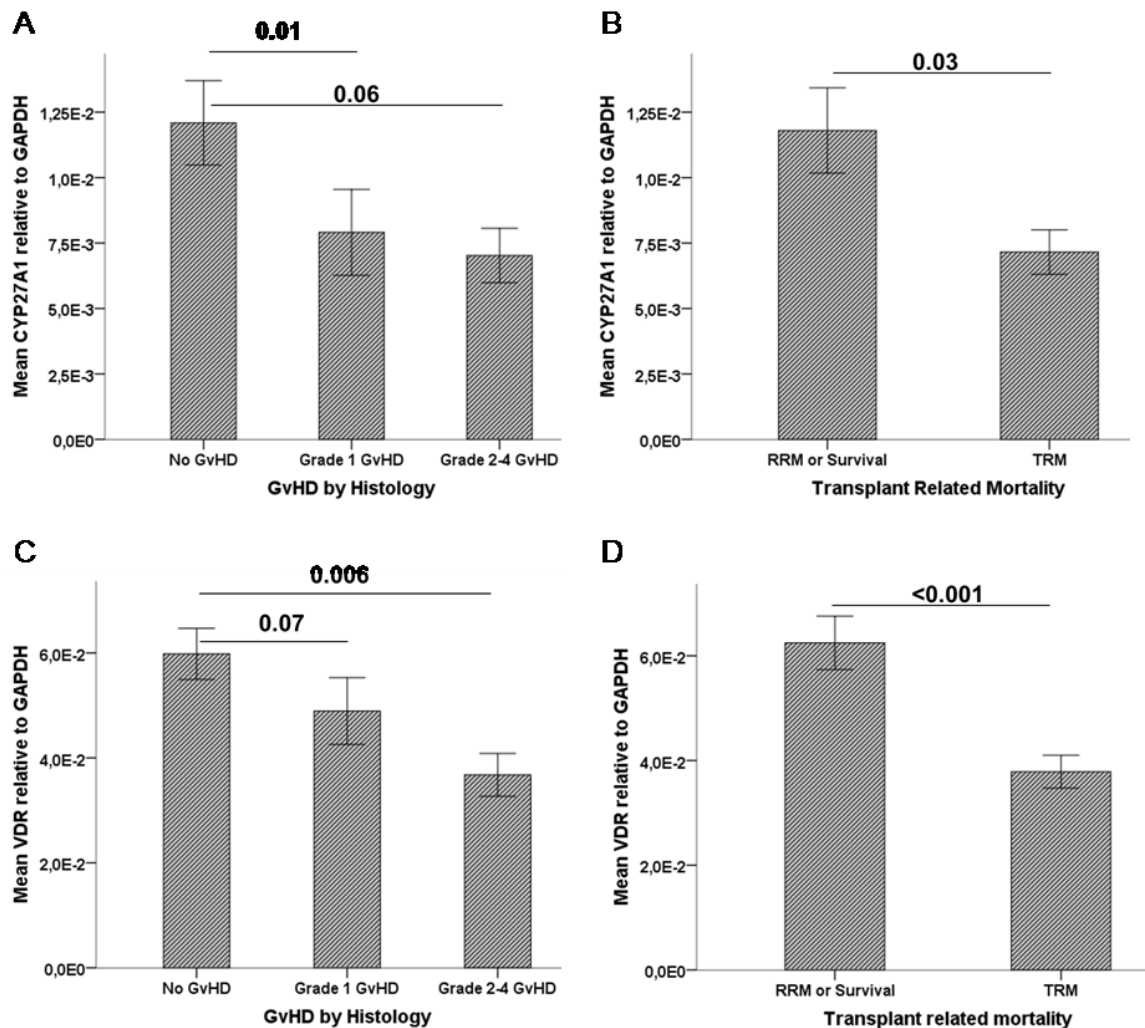 A
0.01
0.06
Mean CYP27A1 relative to GAPDH
1,25E-2
1,0E-2
7,5E-3
5,0E-3
2,5E-3
0,0E0
No GvHD
Grade 1 GvHD
Grade 2-4 GvHD
GvHD by Histology
B
0.03
Mean CYP27A1 relative to GAPDH
1,25E-2
1,0E-2
7,5E-3
5,0E-3
2,5E-3
0,0E0
RRM or Survival
TRM
Transplant Related Mortality
C
0.006
0.07
Mean VDR relative to GAPDH
6,0E-2
4,0E-2
2,0E-2
0,0E0
No GvHD
Grade 1 GvHD
Grade 2-4 GvHD
GvHD by Histology
D
<0.001
Mean VDR relative to GAPDH
6,0E-2
4,0E-2
2,0E-2
0,0E0
RRM or Survival
TRM
Transplant related mortality